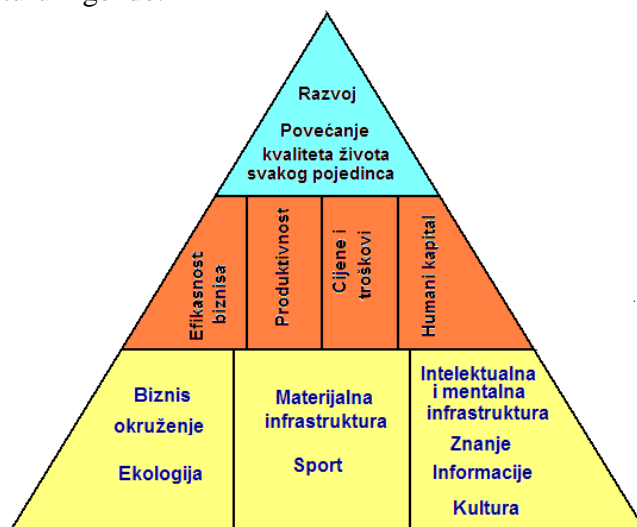 Razvoj
Povećanje
kvaliteta života
svakog pojedinca
Efikasnost
biznisa
Produktivnost
Cijene i
troškovi
Humani kapital
Biznis
okruženje
Ekologija
Materijalna
infrastruktura
Sport
Intelektualna
i mentalna
infrastruktura
Znanje
Informacije
Kultura